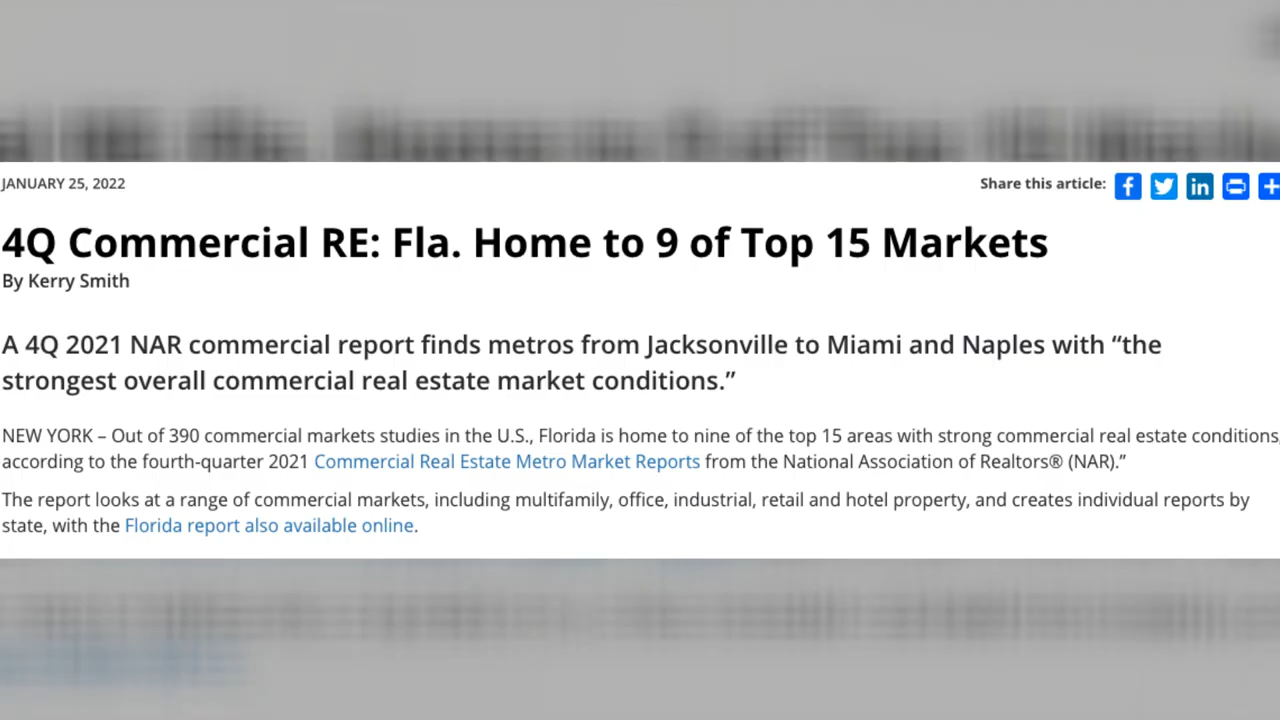 JANUARY 25, 2022
Share this article:
4Q Commercial RE: Fla. Home to 9 of Top 15 Markets
By Kerry Smith
A 4Q 2021 NAR commercial report finds metros from Jacksonville to Miami and Naples with “the
strongest overall commercial real estate market conditions.”
NEW YORK – Out of 390 commercial markets studies in the U.S., Florida is home to nine of the top 15 areas with strong commercial real estate conditions,
according to the fourth-quarter 2021 Commercial Real Estate Metro Market Reports from the National Association of Realtors® (NAR).”
The report looks at a range of commercial markets, including multifamily, office, industrial, retail and hotel property, and creates individual reports by
state, with the Florida report also available online.